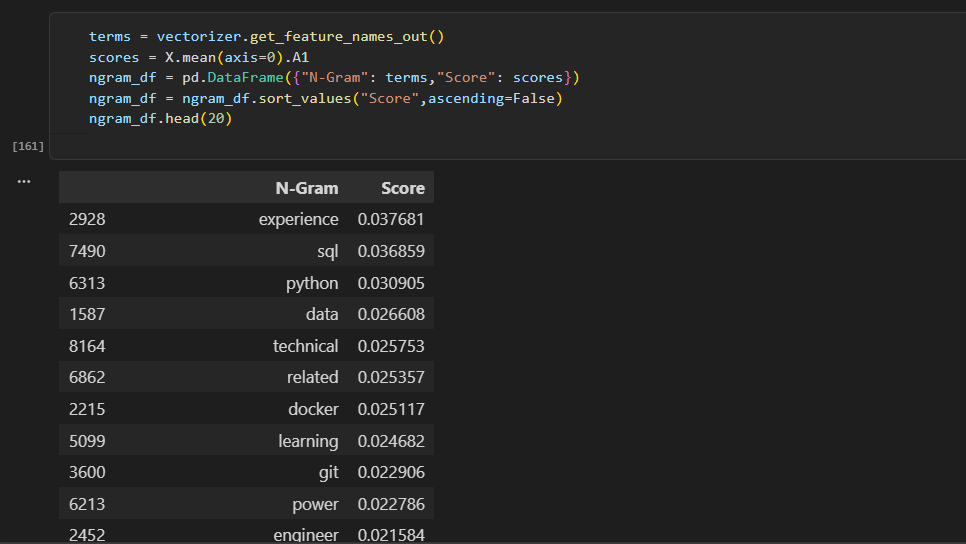 terms = vectorizer.get_feature_names_out()
scores = X.mean(axis=0).A1
ngram_df = pd.DataFrame({"N-Gram": terms,"Score": scores})
ngram_df = ngram_df.sort_values("Score",ascending=False)
ngram_df.head(20)
[161]
...
N-Gram Score
2928 experience 0.037681
7490 sql 0.036859
6313 python 0.030905
1587 data 0.026608
8164 technical 0.025753
6862 related 0.025357
2215 docker 0.025117
5099 learning 0.024682
3600 git 0.022906
6213 power 0.022786
2452 engineer 0.021584